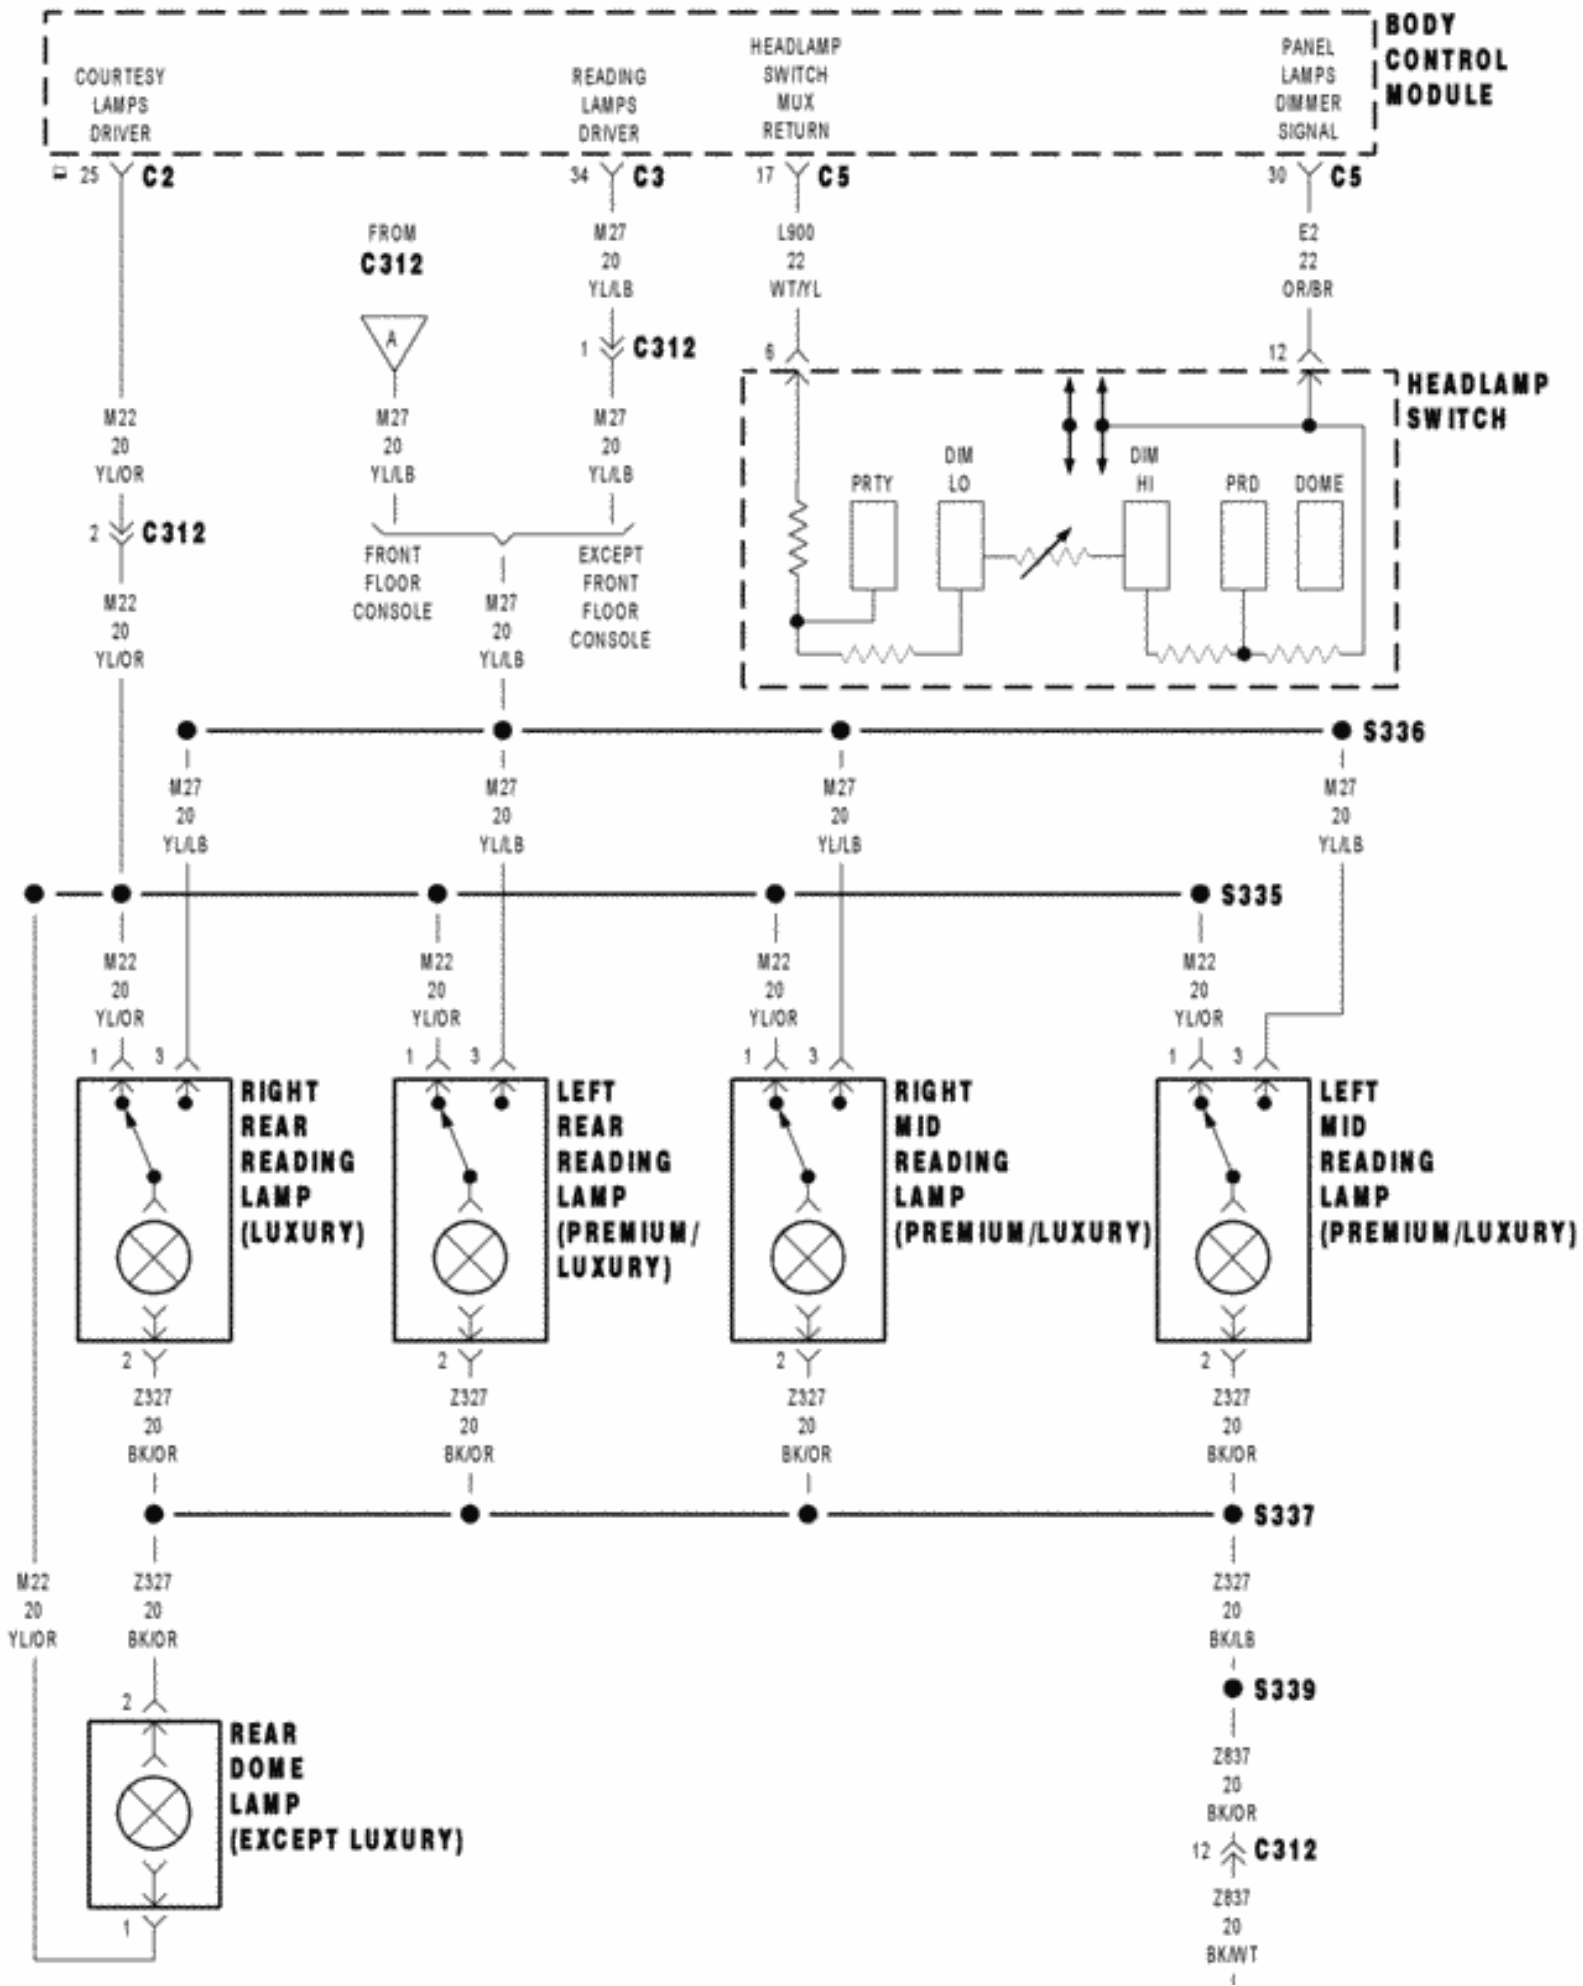 BODY
CONTROL
MODULE
COURTESY
LAMPS
DRIVER
READING
LAMPS
DRIVER
HEADLAMP
SWITCH
MUX
RETURN
PANEL
LAMPS
DIMMER
SIGNAL
25 C2
34 C3
17 C5
30 C5
FROM
C312
A
M27
20
YL/LB
L900
22
WT/YL
E2
22
OR/BR
1 C312
6
12
HEADLAMP
SWITCH
M22
20
YL/OR
M27
20
YL/LB
M27
20
YL/LB
PRTY
DIM
LO
DIM
HI
PRD
DOME
2 C312
FRONT
FLOOR
CONSOLE
EXCEPT
FRONT
FLOOR
CONSOLE
M22
20
YL/OR
M27
20
YL/LB
S336
M27
20
YL/LB
M27
20
YL/LB
M27
20
YL/LB
M27
20
YL/LB
S335
M22
20
YL/OR
M22
20
YL/OR
M22
20
YL/OR
M22
20
YL/OR
1 3
1 3
1 3
1 3
RIGHT
REAR
READING
LAMP
(LUXURY)
LEFT
REAR
READING
LAMP
(PREMIUM/
LUXURY)
RIGHT
MID
READING
LAMP
(PREMIUM/LUXURY)
LEFT
MID
READING
LAMP
(PREMIUM/LUXURY)
2
2
2
2
Z327
20
BK/OR
Z327
20
BK/OR
Z327
20
BK/OR
Z327
20
BK/OR
S337
M22
20
YL/OR
Z327
20
BK/OR
Z327
20
BK/LB
S339
2
REAR
DOME
LAMP
(EXCEPT LUXURY)
1
Z837
20
BK/OR
12 C312
Z837
20
BK/WT